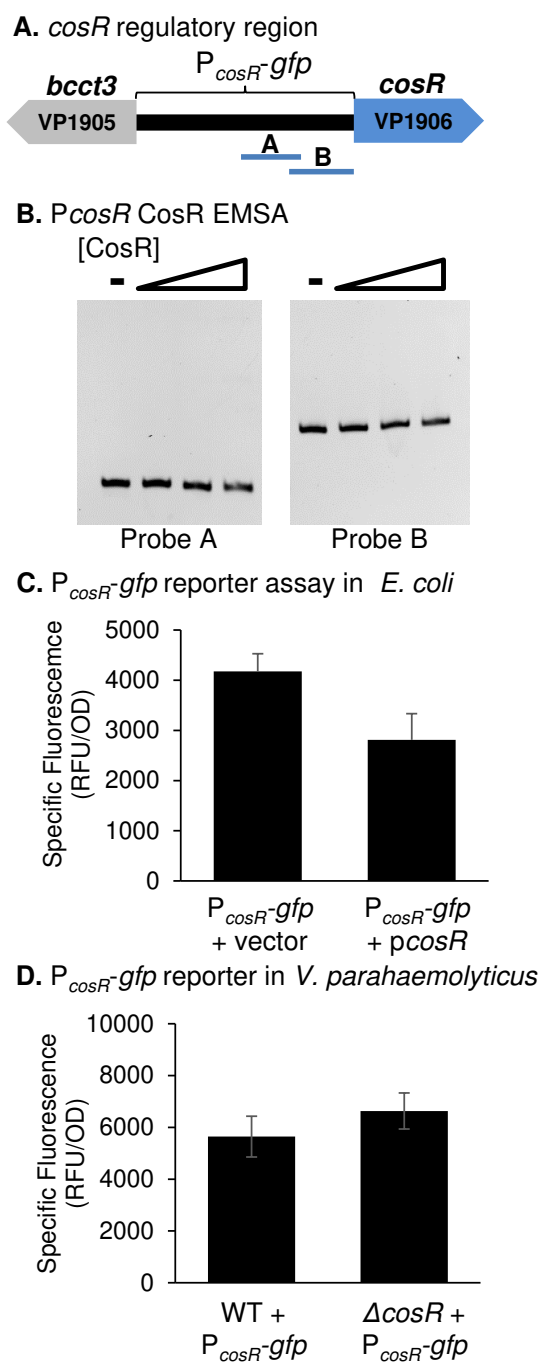 A. cosR regulatory region
PcosR-gfp
bcct3
cosR
VP1905
VP1906
A
B
B. PcosR CosR EMSA
[CosR]
- -
Probe A
Probe B
C. PcosR-gfp reporter assay in E. coli
Specific Fluorescemce
(RFU/OD)
5000
4000
3000
2000
1000
0
PcosR-gfp
+ vector
PcosR-gfp
+ pcosR
D. PcosR-gfp reporter in V. parahaemolyticus
Specific Fluorescence
(RFU/OD)
10000
8000
6000
4000
2000
0
WT +
PcosR-gfp
ΔcosR +
PcosR-gfp